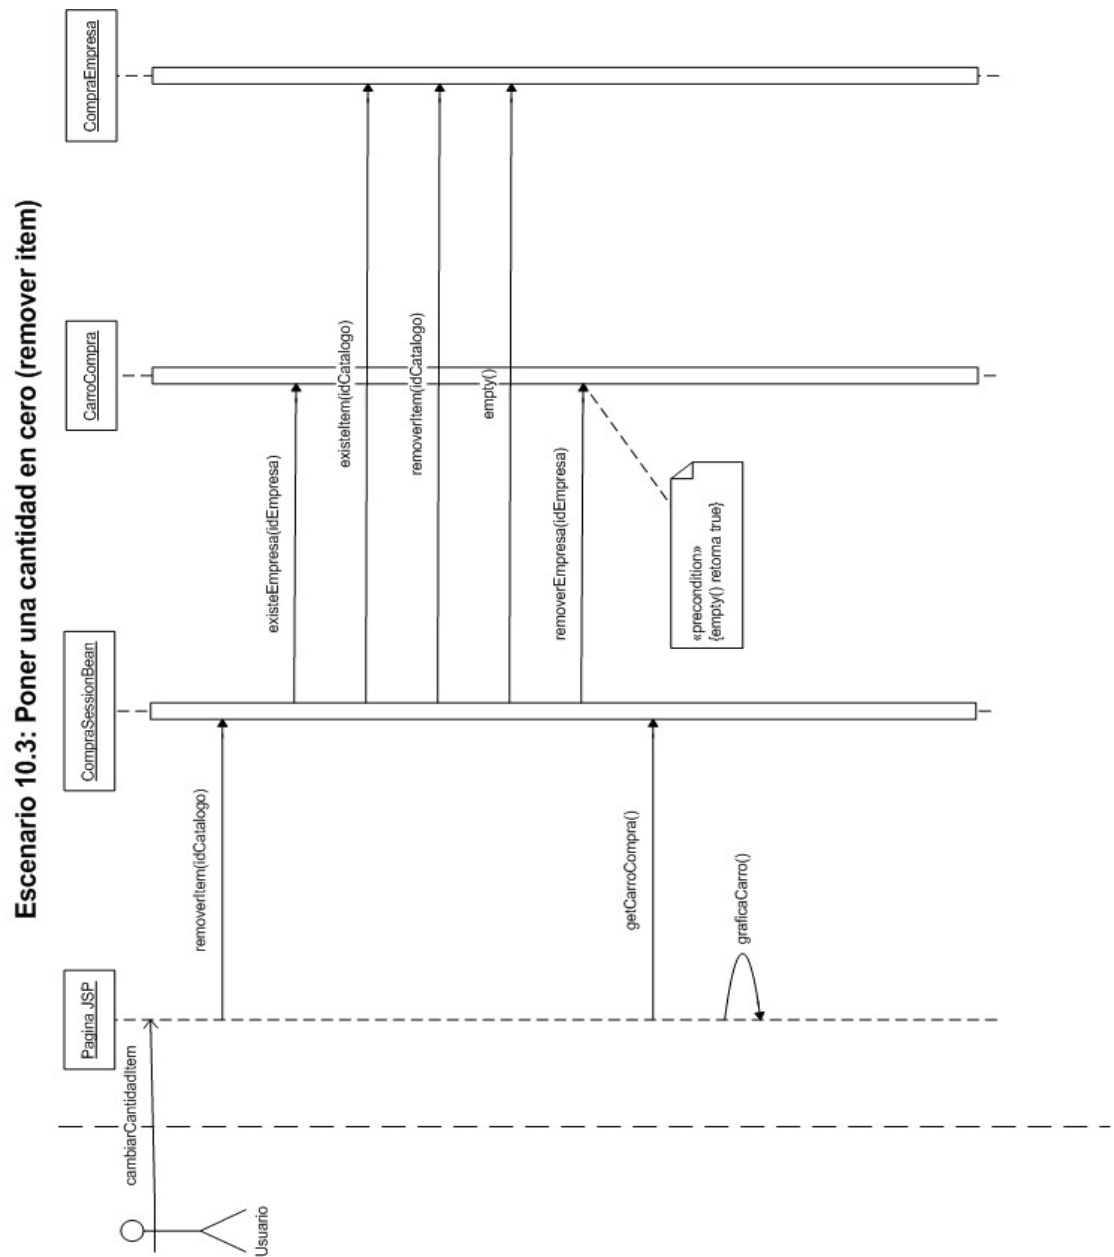 Escenario 10.3: Poner una cantidad en cero (remover item)
Pagina JSP
CompraSessionBean
CarroCompra
CompraEmpresa
cambiarCantidadItem
Usuario
removerItem(idCatalogo)
existeEmpresa(idEmpresa)
existeItem(idCatalogo)
removerItem(idCatalogo)
empty()
removerEmpresa(idEmpresa)
getCarroCompra()
«precondition»
{empty() retorna true}
graficaCarro()